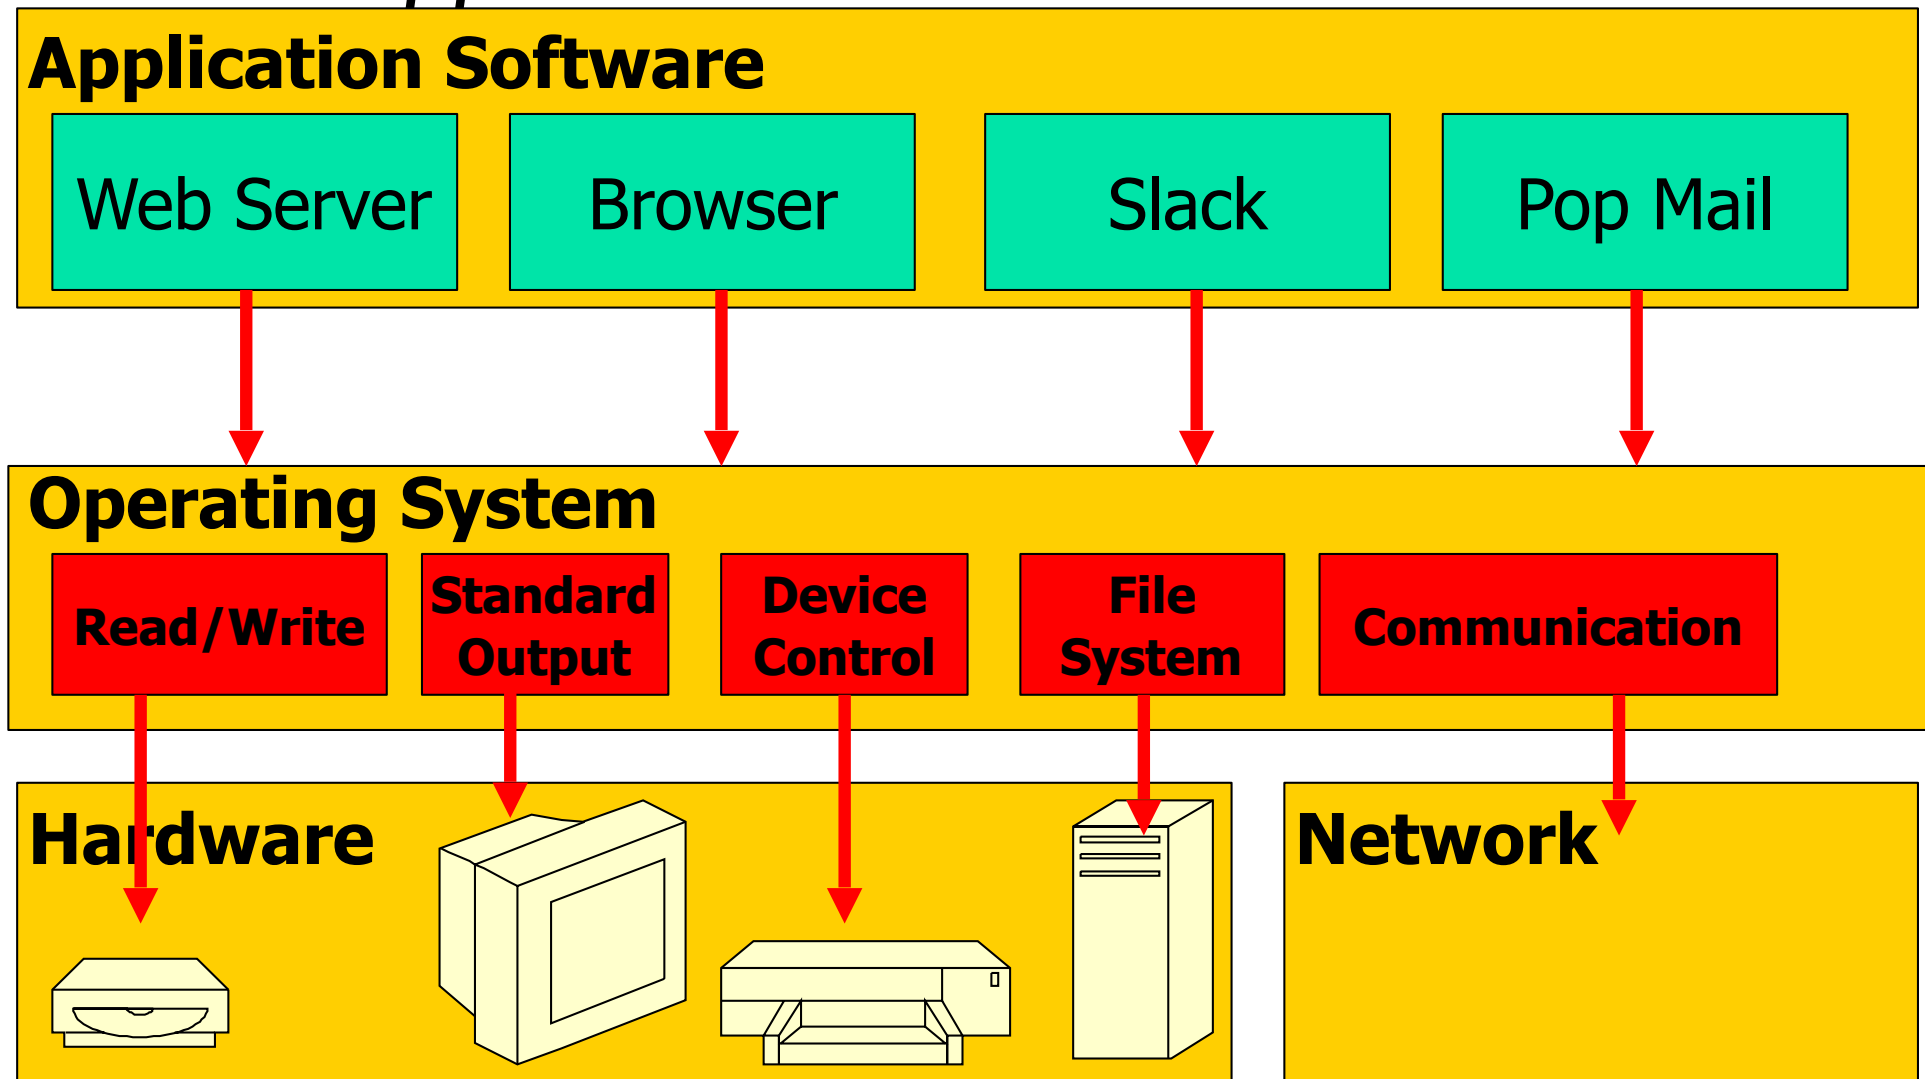 Application Software
Web Server
Browser
Slack
Pop Mail
Operating System
Read/Write
Standard
Output
Device
Control
File
System
Communication
Hardware
Network